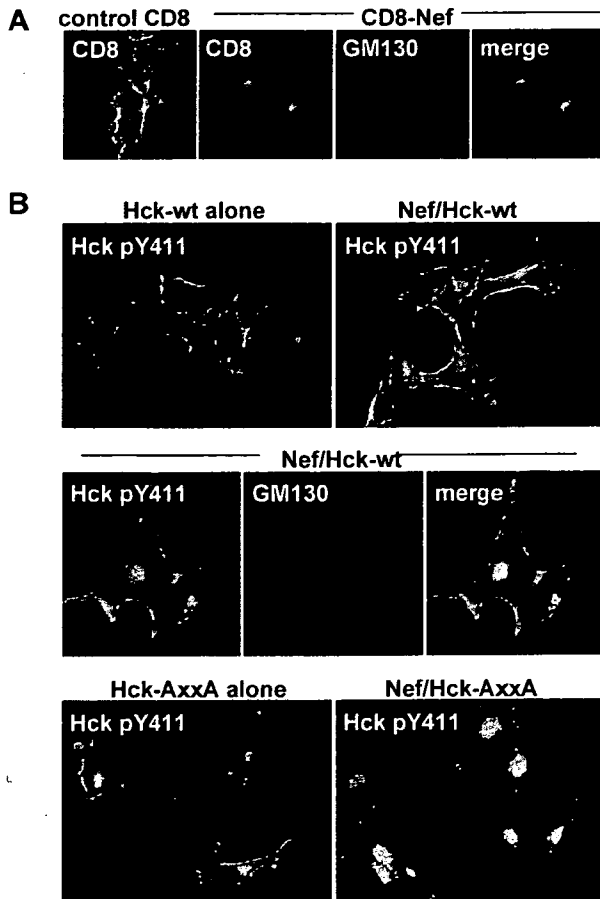 A
control CD8
CD8-Nef
CD8
CD8
GM130
merge
B
Hck-wt alone
Nef/Hck-wt
Hck pY411
Hck pY411
Nef/Hck-wt
Hck pY411
GM130
merge
Hck-AxxA alone
Nef/Hck-AxxA
Hck pY411
Hck pY411